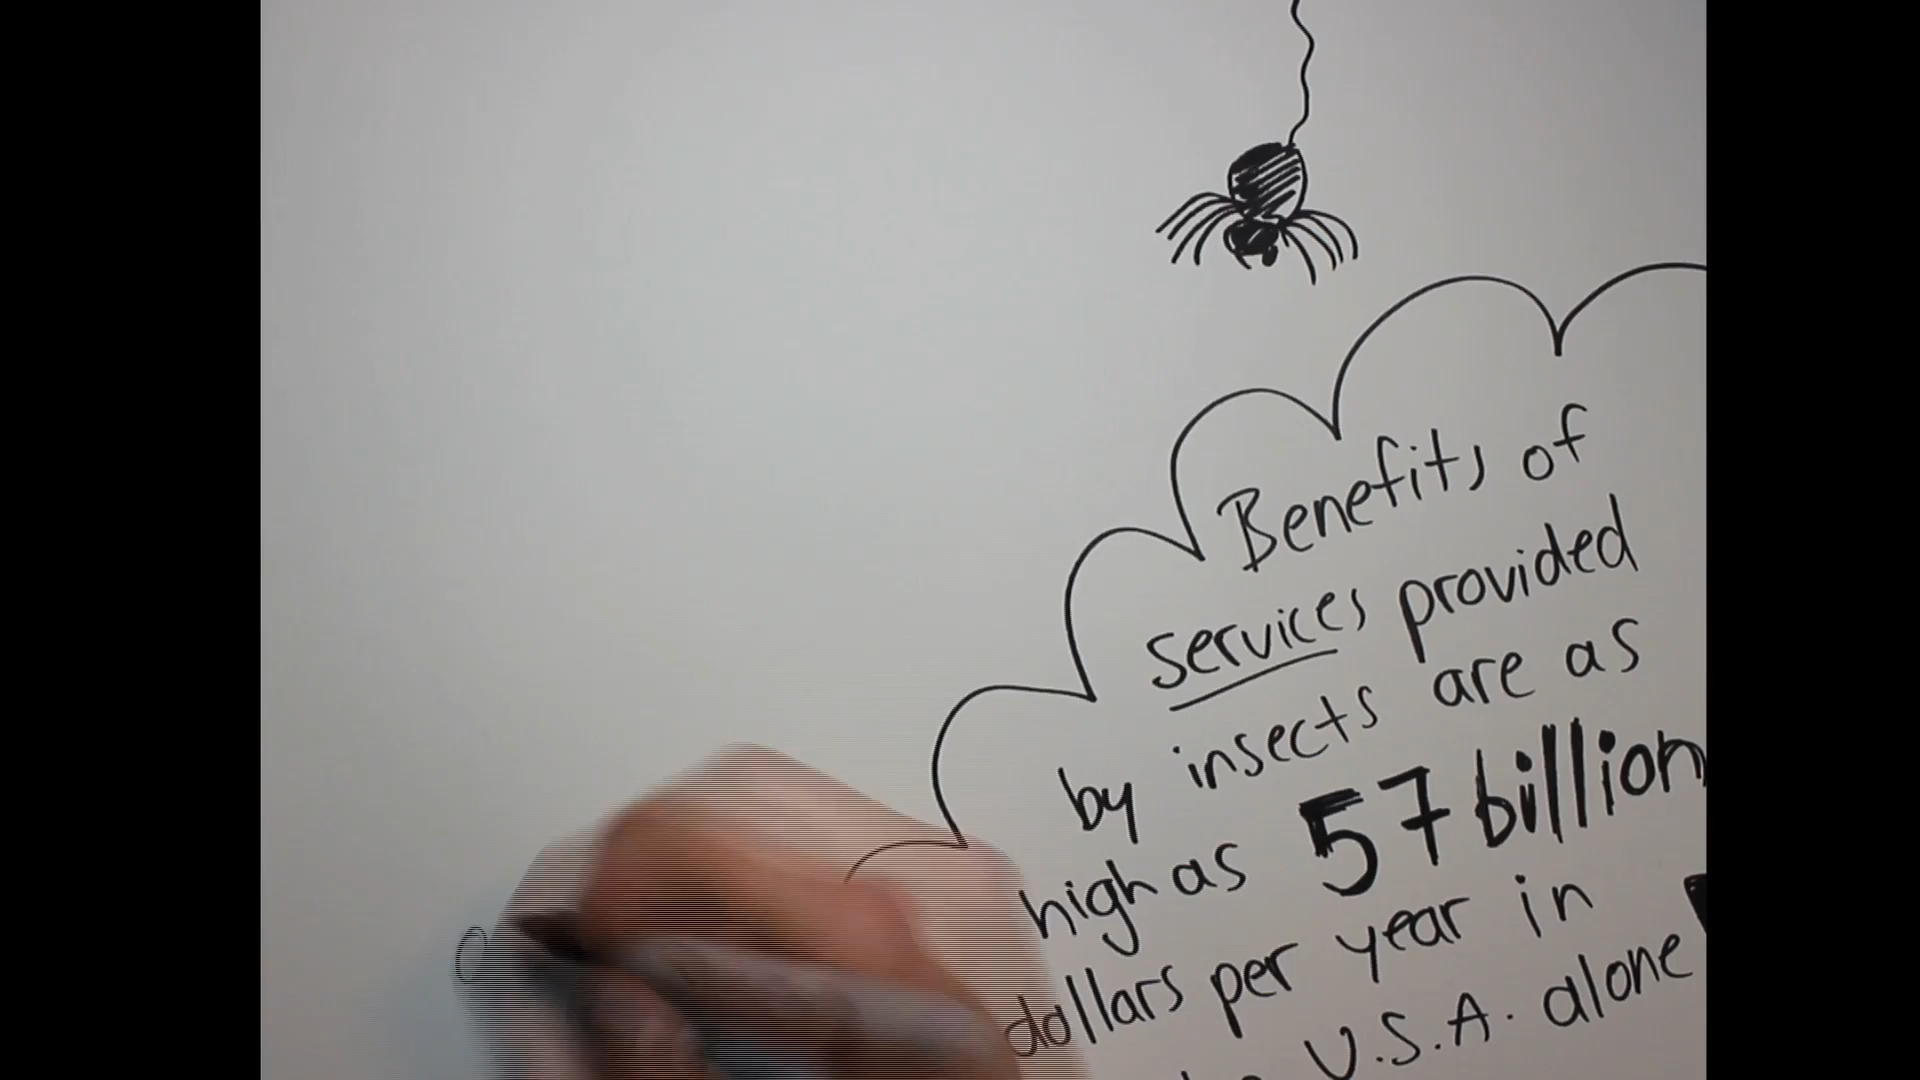 Benefits of
services provided
by insects are as
high as 57 billion
dollars per year in
U.S.A. alone